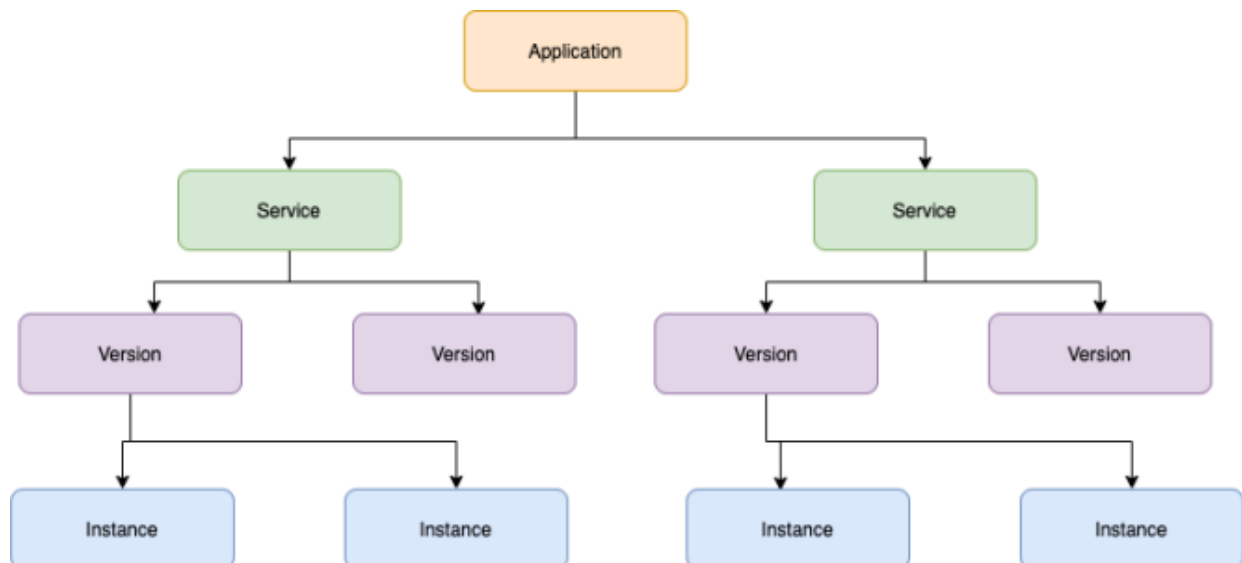 Application
Service
Service
Version
Version
Version
Version
Instance
Instance
Instance
Instance